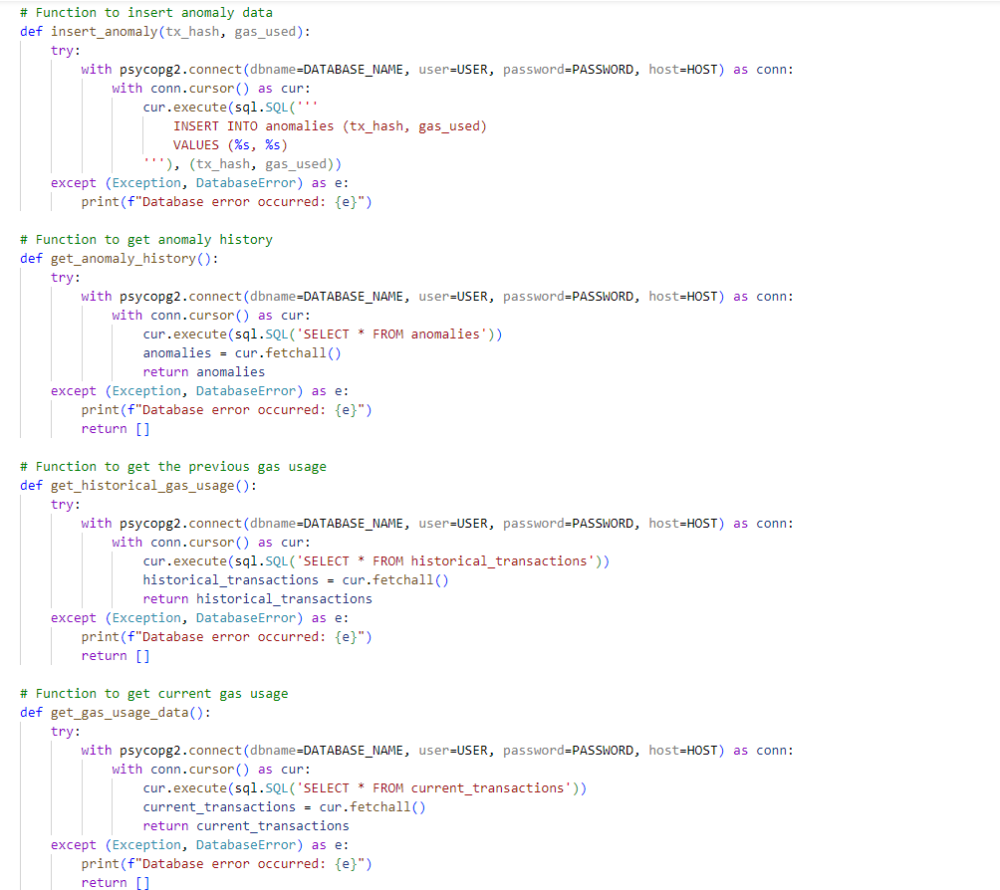 # Function to insert anomaly data
def insert_anomaly(tx_hash, gas_used):
    try:
        with psycopg2.connect(dbname=DATABASE_NAME, user=USER, password=PASSWORD, host=HOST) as conn:
            with conn.cursor() as cur:
                cur.execute(sql.SQL('''
                    INSERT INTO anomalies (tx_hash, gas_used)
                    VALUES (%s, %s)
                '''), (tx_hash, gas_used))
    except (Exception, DatabaseError) as e:
        print(f"Database error occurred: {e}")

# Function to get anomaly history
def get_anomaly_history():
    try:
        with psycopg2.connect(dbname=DATABASE_NAME, user=USER, password=PASSWORD, host=HOST) as conn:
            with conn.cursor() as cur:
                cur.execute(sql.SQL('SELECT * FROM anomalies'))
                anomalies = cur.fetchall()
                return anomalies
    except (Exception, DatabaseError) as e:
        print(f"Database error occurred: {e}")
        return []

# Function to get the previous gas usage
def get_historical_gas_usage():
    try:
        with psycopg2.connect(dbname=DATABASE_NAME, user=USER, password=PASSWORD, host=HOST) as conn:
            with conn.cursor() as cur:
                cur.execute(sql.SQL('SELECT * FROM historical_transactions'))
                historical_transactions = cur.fetchall()
                return historical_transactions
    except (Exception, DatabaseError) as e:
        print(f"Database error occurred: {e}")
        return []

# Function to get current gas usage
def get_gas_usage_data():
    try:
        with psycopg2.connect(dbname=DATABASE_NAME, user=USER, password=PASSWORD, host=HOST) as conn:
            with conn.cursor() as cur:
                cur.execute(sql.SQL('SELECT * FROM current_transactions'))
                current_transactions = cur.fetchall()
                return current_transactions
    except (Exception, DatabaseError) as e:
        print(f"Database error occurred: {e}")
        return []